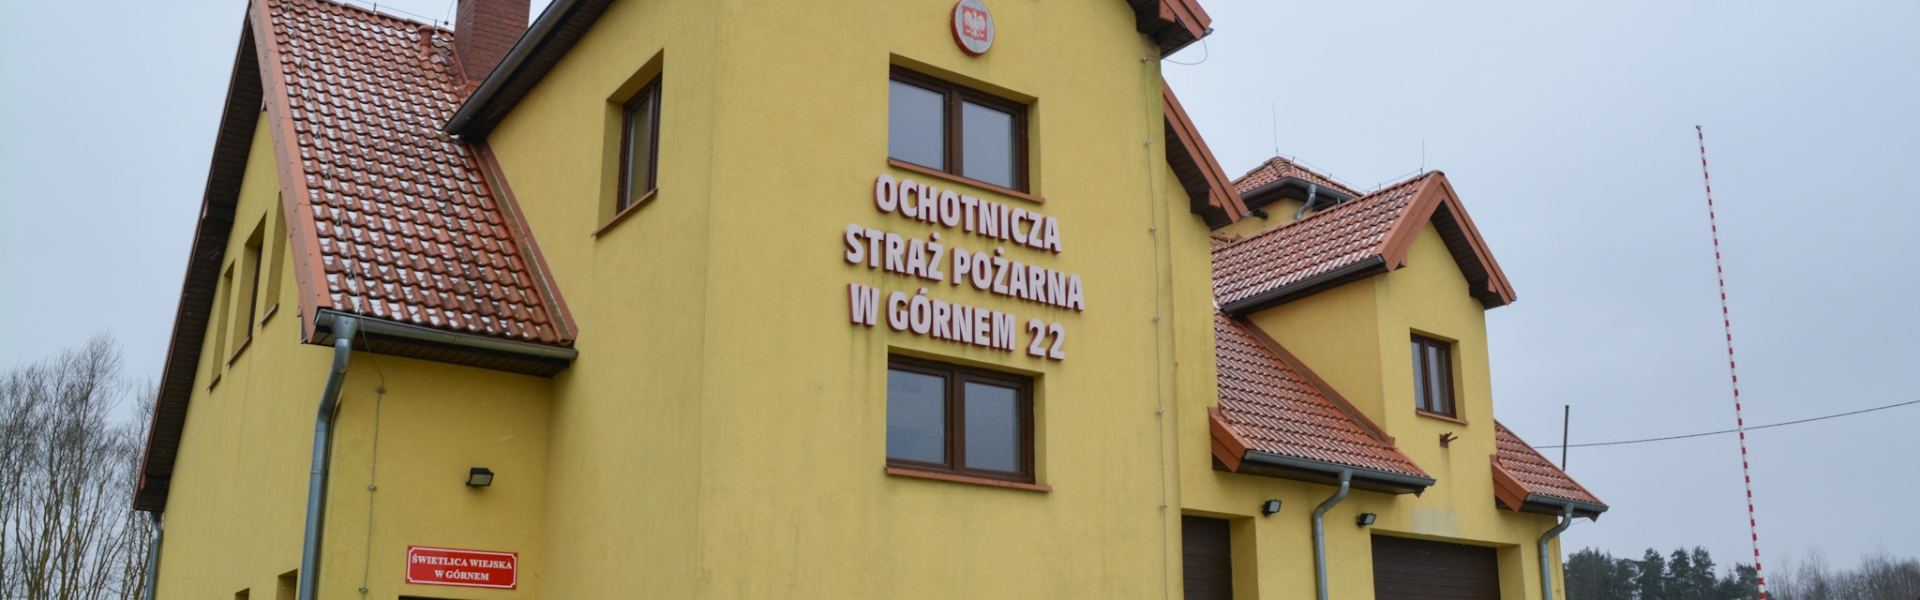 OCHOTNICZA
STRAŻ POŻARNA
W GÓRNEM 22
ŚWIETLICA WIEJSKA
W GÓRNEM